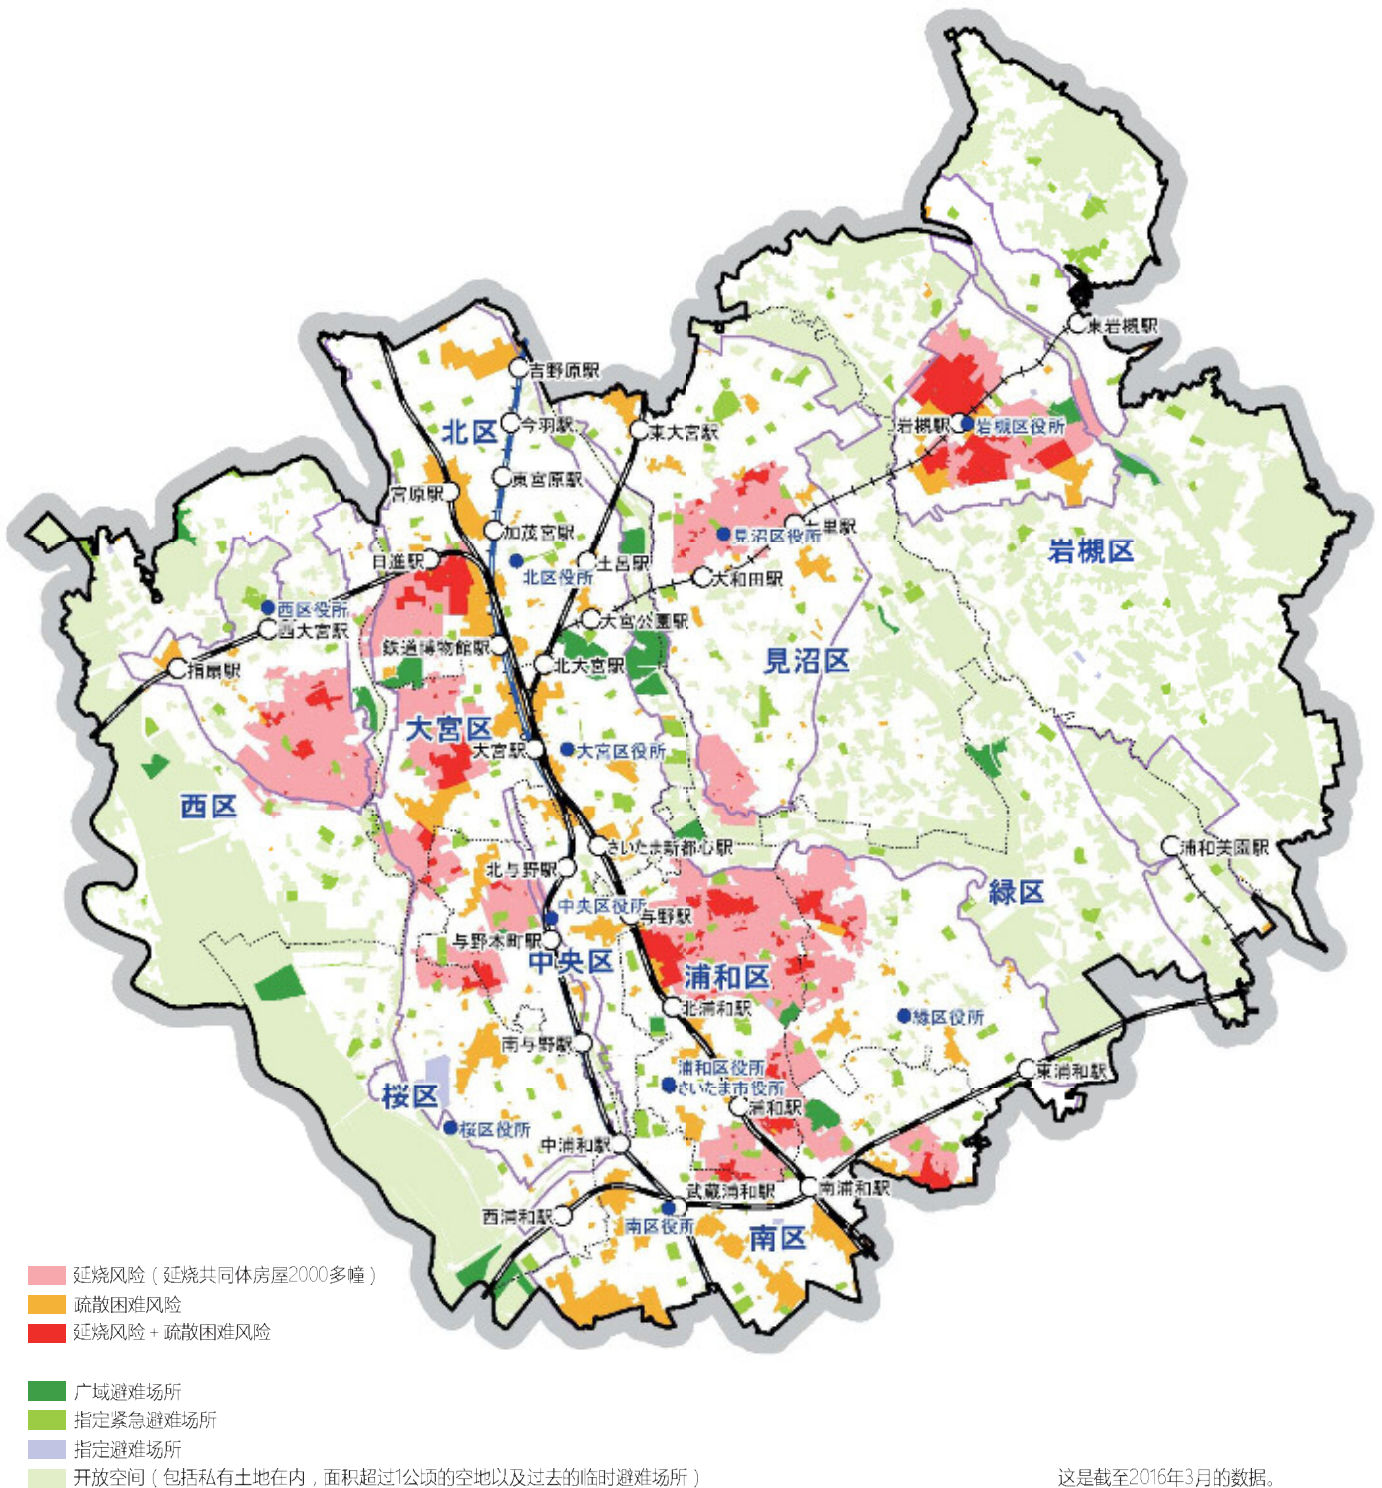 東岩槻駅
吉野原駅
北区
今羽駅
東大宮駅
岩槻駅
岩槻区役所
東宮原駅
宮原駅
加茂宮駅
見沼区役所
七里駅
岩槻区
日進駅
北区役所
土呂駅
大和田駅
西区役所
西大宮駅
大宮公園駅
指扇駅
鉄道博物館駅
北大宮駅
見沼区
大宮区
大宮駅
大宮区役所
西区
さいたま新都心駅
浦和美園駅
北与野駅
緑区
中央区役所
与野駅
与野本町駅
中央区
浦和区
北浦和駅
緑区役所
南与野駅
浦和区役所
さいたま市役所
東浦和駅
桜区
浦和駅
桜区役所
中浦和駅
武蔵浦和駅
南浦和駅
西浦和駅
南区役所
南区
延烧风险（延烧共同体房屋2000多幢）
疏散困难风险
延烧风险+疏散困难风险
广域避难场所
指定紧急避难场所
指定避难场所
开放空间（包括私有土地在内，面积超过1公顷的空地以及过去的临时避难场所）
这是截至2016年3月的数据。